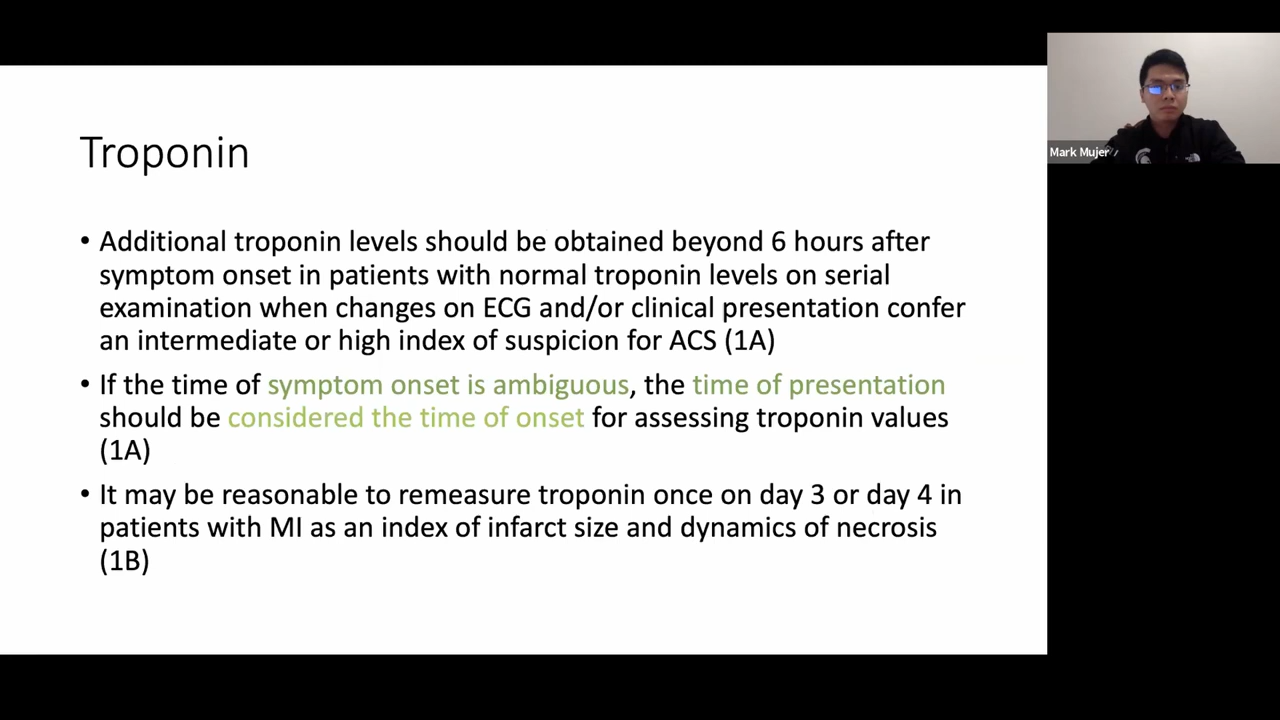 Troponin
• Additional troponin levels should be obtained beyond 6 hours after
symptom onset in patients with normal troponin levels on serial
examination when changes on ECG and/or clinical presentation confer
an intermediate or high index of suspicion for ACS (1A)
• If the time of symptom onset is ambiguous, the time of presentation
should be considered the time of onset for assessing troponin values
(1A)
• It may be reasonable to remeasure troponin once on day 3 or day 4 in
patients with MI as an index of infarct size and dynamics of necrosis
(1B)
Mark Mujer